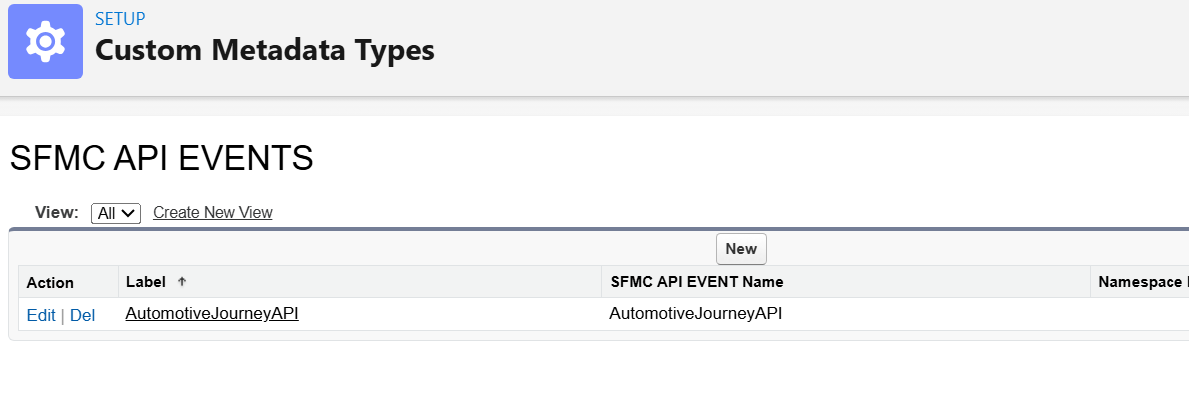 SETUP
Custom Metadata Types
SFMC API EVENTS
View: All Create New View
New
Action Label SFMC API EVENT Name Namespace
Edit | Del AutomotiveJourneyAPI AutomotiveJourneyAPI